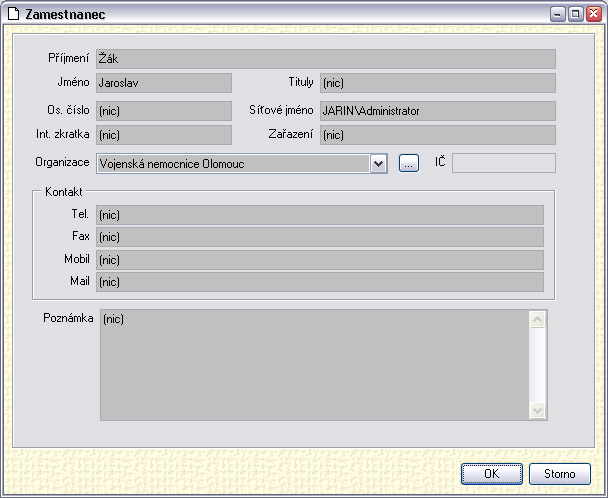 Zamestnanec
Příjmení Žák
Jméno Jaroslav Tituly (nic)
Os. číslo (nic) Síťové jméno JARIN\Administrator
Int. zkratka (nic) Zařazení (nic)
Organizace Vojenská nemocnice Olomouc ... IČ
Kontakt
Tel. (nic)
Fax (nic)
Mobil (nic)
Mail (nic)
Poznámka (nic)
OK Storno